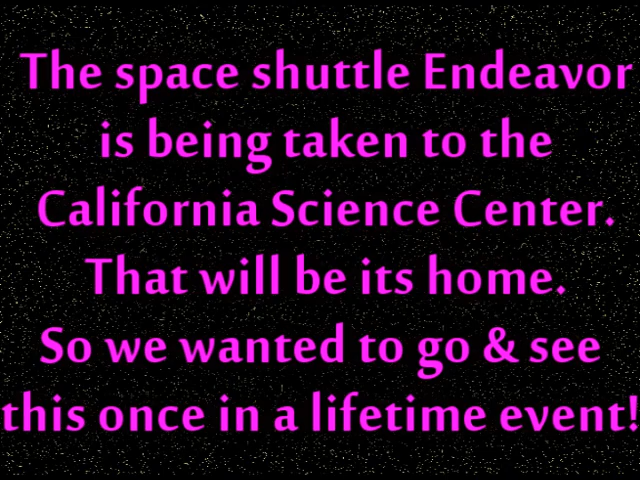 The space shuttle Endeavor
is being taken to the
California Science Center.
That will be its home.
So we wanted to go & see
this once in a lifetime event!